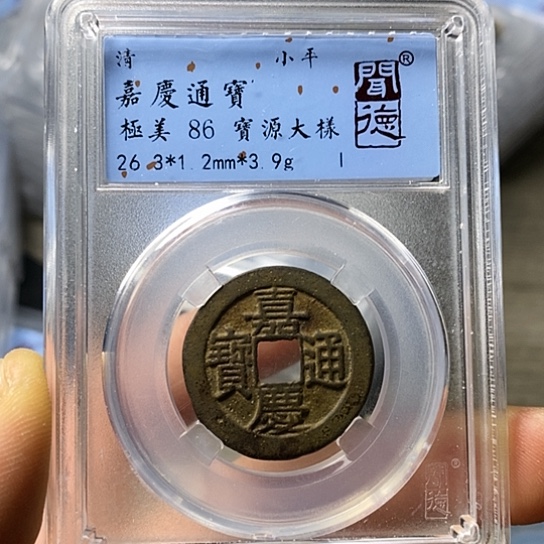 清 小平
嘉慶通寶
極美 86 寶源大樣
26.3*1.2mm*3.9g
聞德®
嘉慶通寶
德®